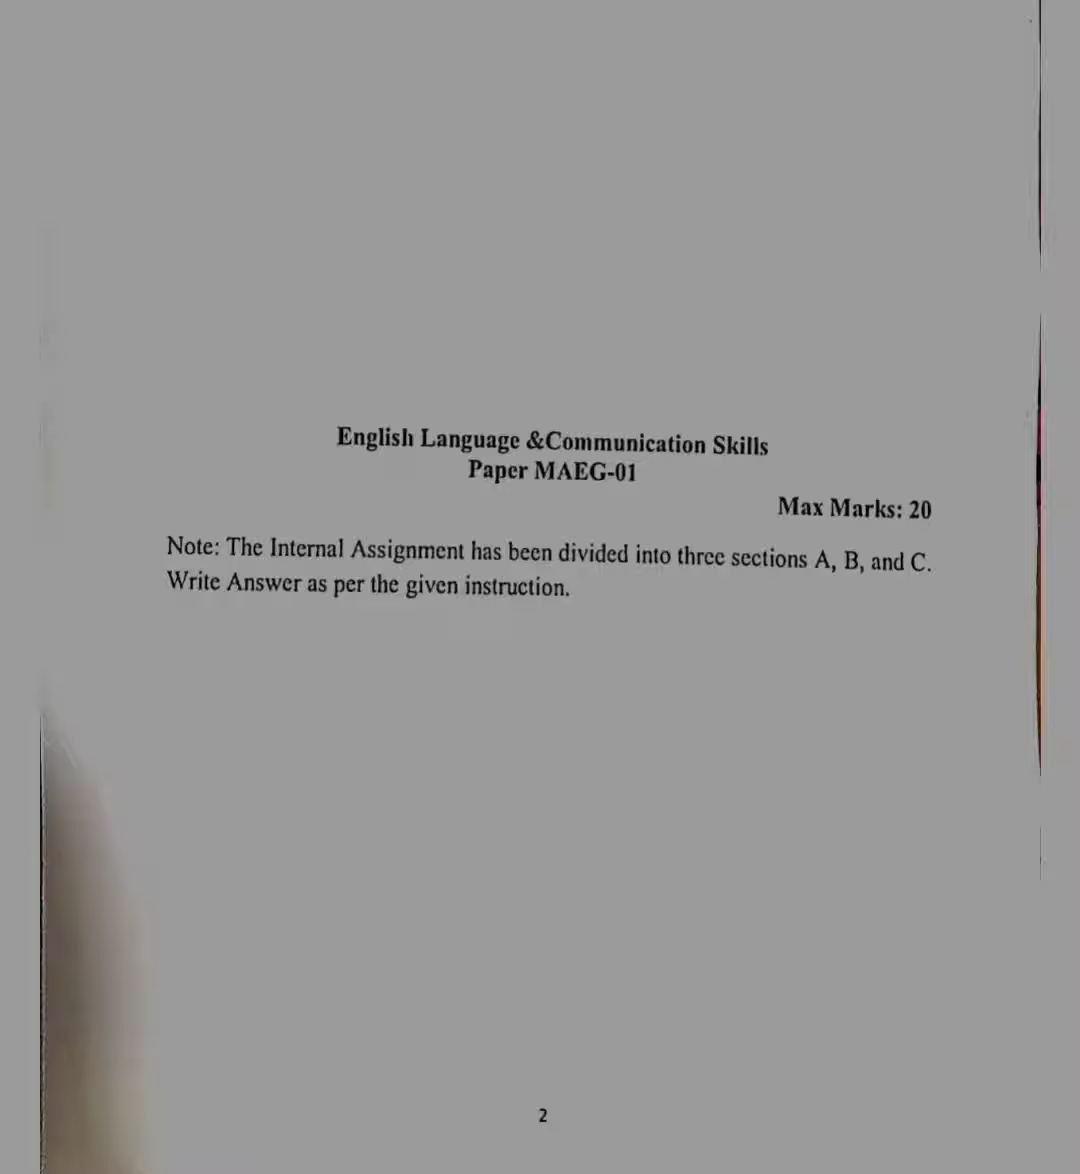 English Language &Communication Skills
Paper MAEG-01
Max Marks: 20
Note: The Internal Assignment has been divided into three sections A, B, and C.
Write Answer as per the given instruction.
2